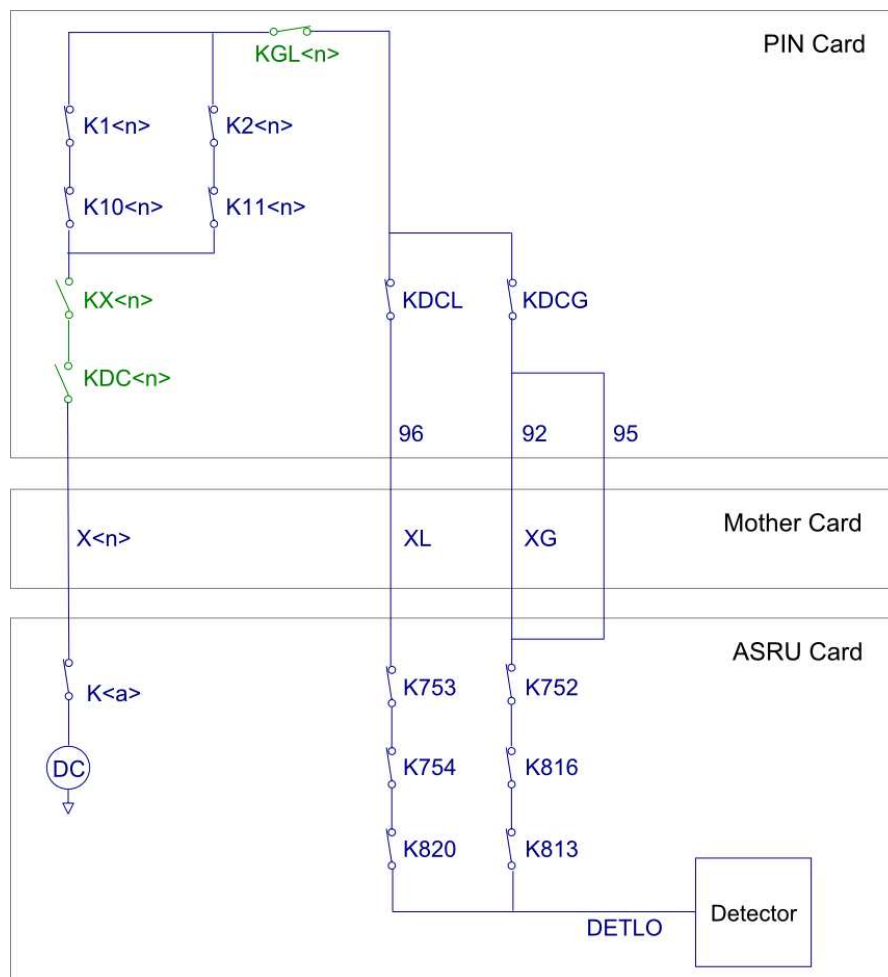 PIN Card
KGL<n>
K1<n>
K2<n>
K10<n>
K11<n>
KX<n>
KDCL
KDCG
KDC<n>
96
92
95
Mother Card
X<n>
XL
XG
ASRU Card
K<a>
K753
K752
DC
K754
K816
K820
K813
Detector
DETLO